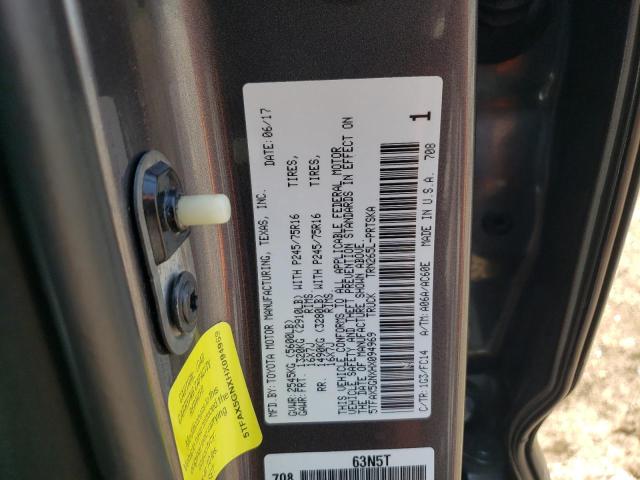 MFD. BY: TOYOTA MOTOR MANUFACTURING, TEXAS, INC. DATE: 06/17
GVWR: 2545KG (5600LB)
GAWR: FRT. 1320KG (2910LB) WITH P245/75R16 TIRES,
16X7J RIMS
RR. 1490KG (3280LB) WITH P245/75R16 TIRES,
16X7J RIMS
THIS VEHICLE CONFORMS TO ALL APPLICABLE FEDERAL MOTOR
VEHICLE SAFETY AND THEFT PREVENTION STANDARDS IN EFFECT ON
THE DATE OF MANUFACTURE SHOWN ABOVE.
5TFAX5GNXHX094969 TRUCK TRN265L-PRTSKA
C/TR: 1G3/FC14 A/TM: A06A/AC60E MADE IN U.S.A. 708
1
5TFAX5GNXHX094969
63N5T
708